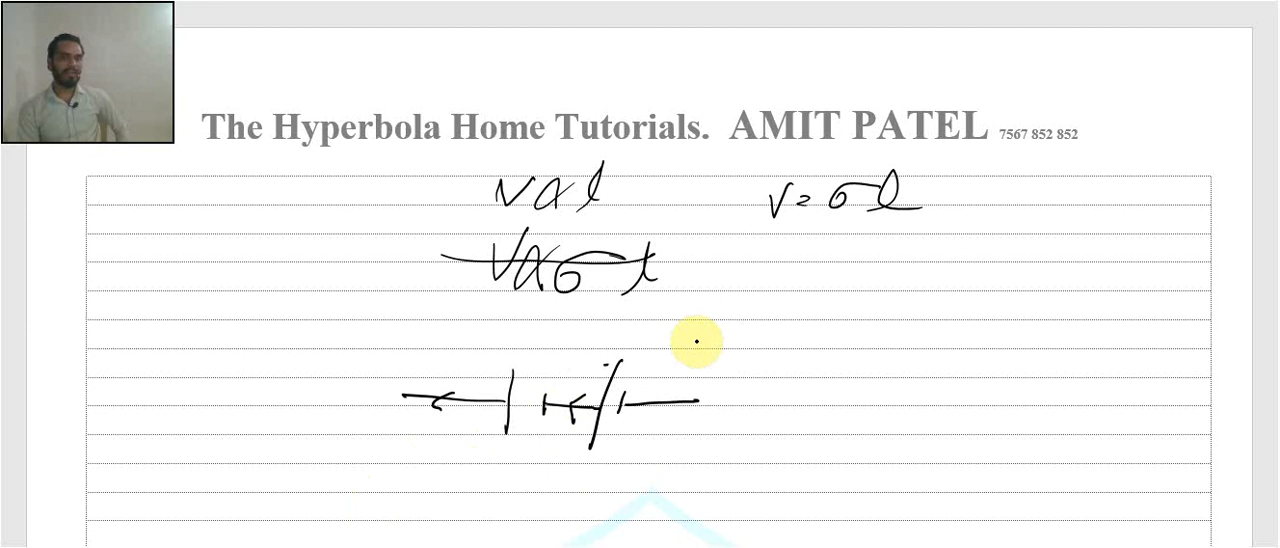 The Hyperbola Home Tutorials. AMIT PATEL 7567 852 852
V α l V = σ l
V α σ l